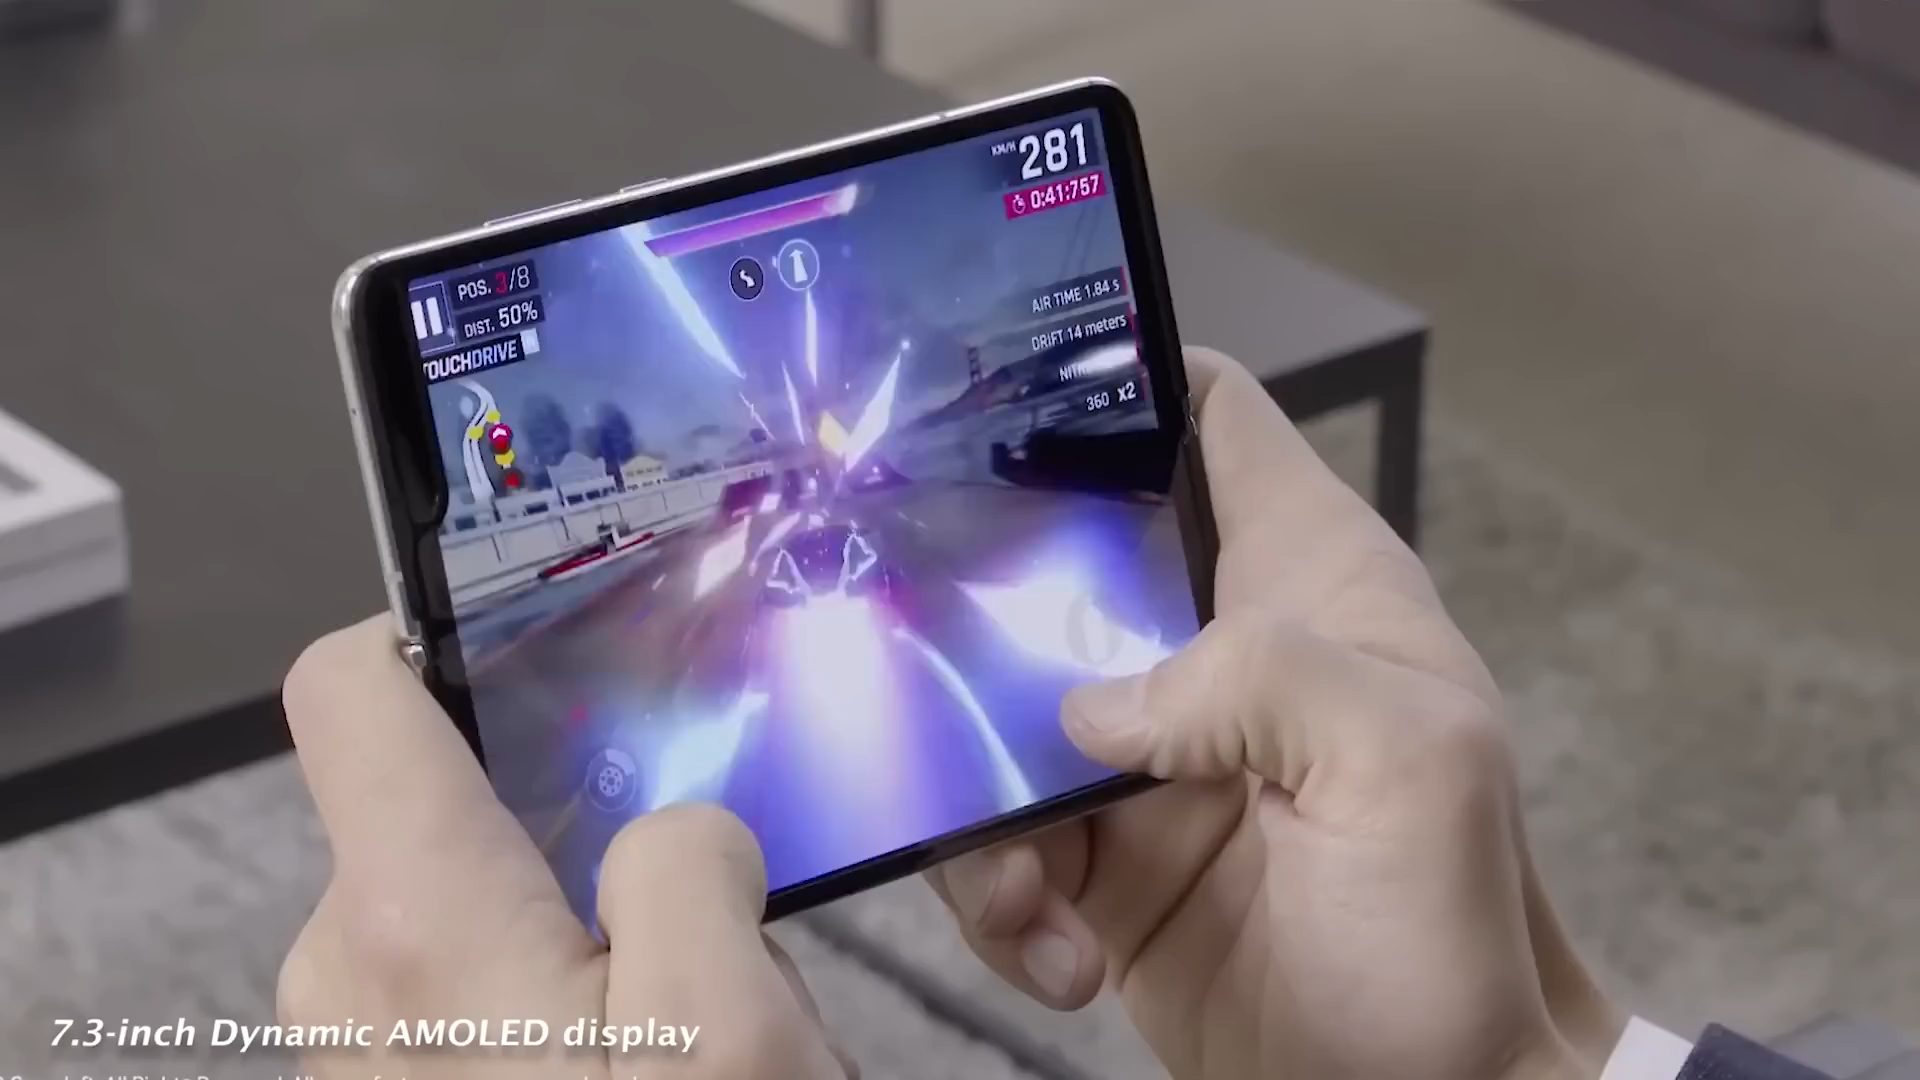 KM/H 281
0:41:757
POS. 3/8
DIST. 50%
TOUCHDRIVE
AIR TIME 1.84 s
DRIFT 14 meters
360 x2
7.3-inch Dynamic AMOLED display